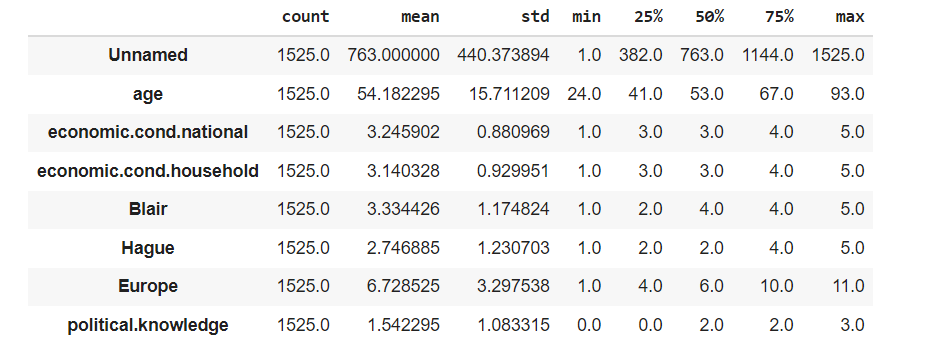 count mean std min 25% 50% 75% max
Unnamed 1525.0 763.000000 440.373894 1.0 382.0 763.0 1144.0 1525.0
age 1525.0 54.182295 15.711209 24.0 41.0 53.0 67.0 93.0
economic.cond.national 1525.0 3.245902 0.880969 1.0 3.0 3.0 4.0 5.0
economic.cond.household 1525.0 3.140328 0.929951 1.0 3.0 3.0 4.0 5.0
Blair 1525.0 3.334426 1.174824 1.0 2.0 4.0 4.0 5.0
Hague 1525.0 2.746885 1.230703 1.0 2.0 2.0 4.0 5.0
Europe 1525.0 6.728525 3.297538 1.0 4.0 6.0 10.0 11.0
political.knowledge 1525.0 1.542295 1.083315 0.0 0.0 2.0 2.0 3.0